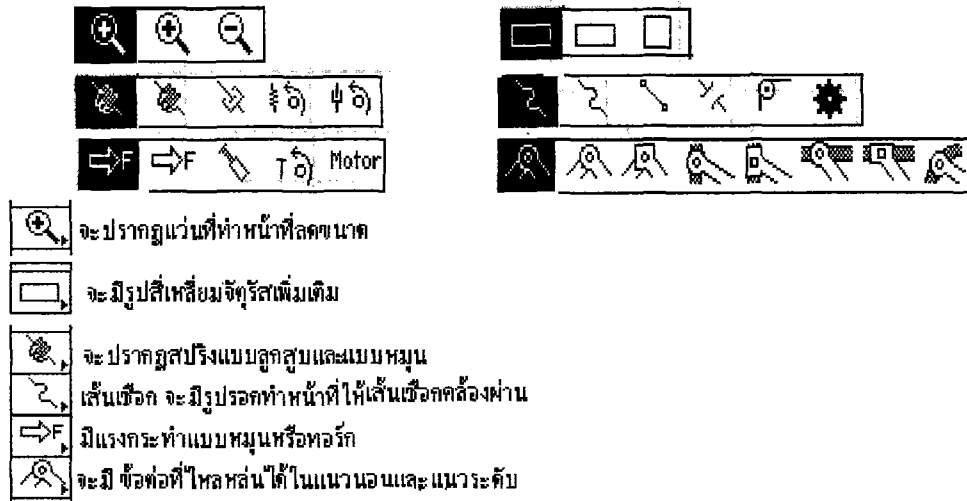 F F T Motor
จะปรากฏแว่นที่ทำหน้าที่ลดขนาด
จะมีรูปสี่เหลี่ยมจัตุรัสเพิ่มเติม
จะปรากฏสปริงแบบลูกสูบและแบบหมุน
เส้นเชือก จะมีรูปรอกทำหน้าที่ให้เส้นเชือกคล้องผ่าน
F มีแรงกระทำแบบหมุนหรือทอร์ก
จะมี ข้อต่อที่ไหลหล่นได้ในแนวนอนและแนวระดับ